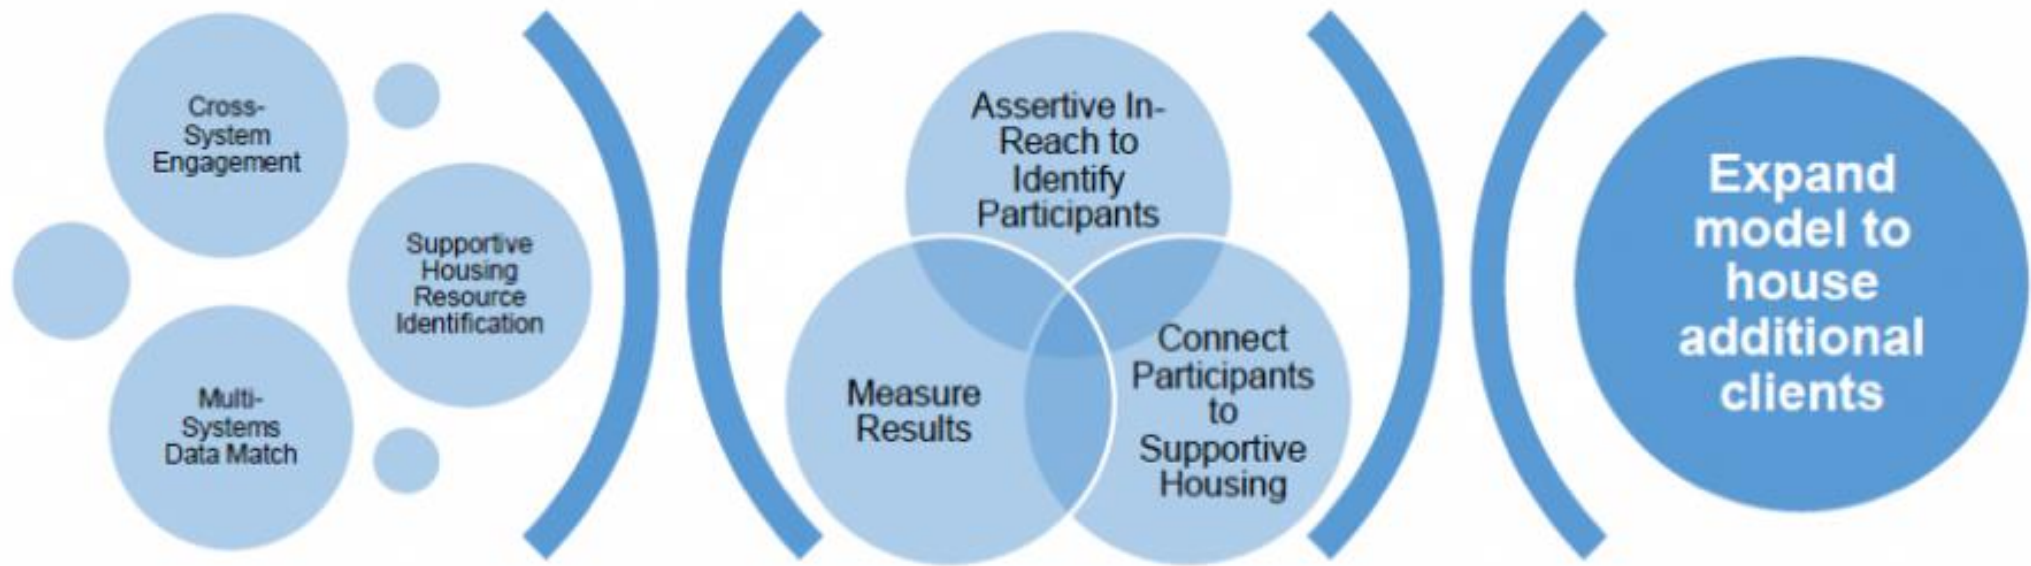 Cross-
System
Engagement
Supportive
Housing
Resource
Identification
Multi-
Systems
Data Match
Assertive In-
Reach to
Identify
Participants
Measure
Results
Connect
Participants
to
Supportive
Housing
Expand
model to
house
additional
clients